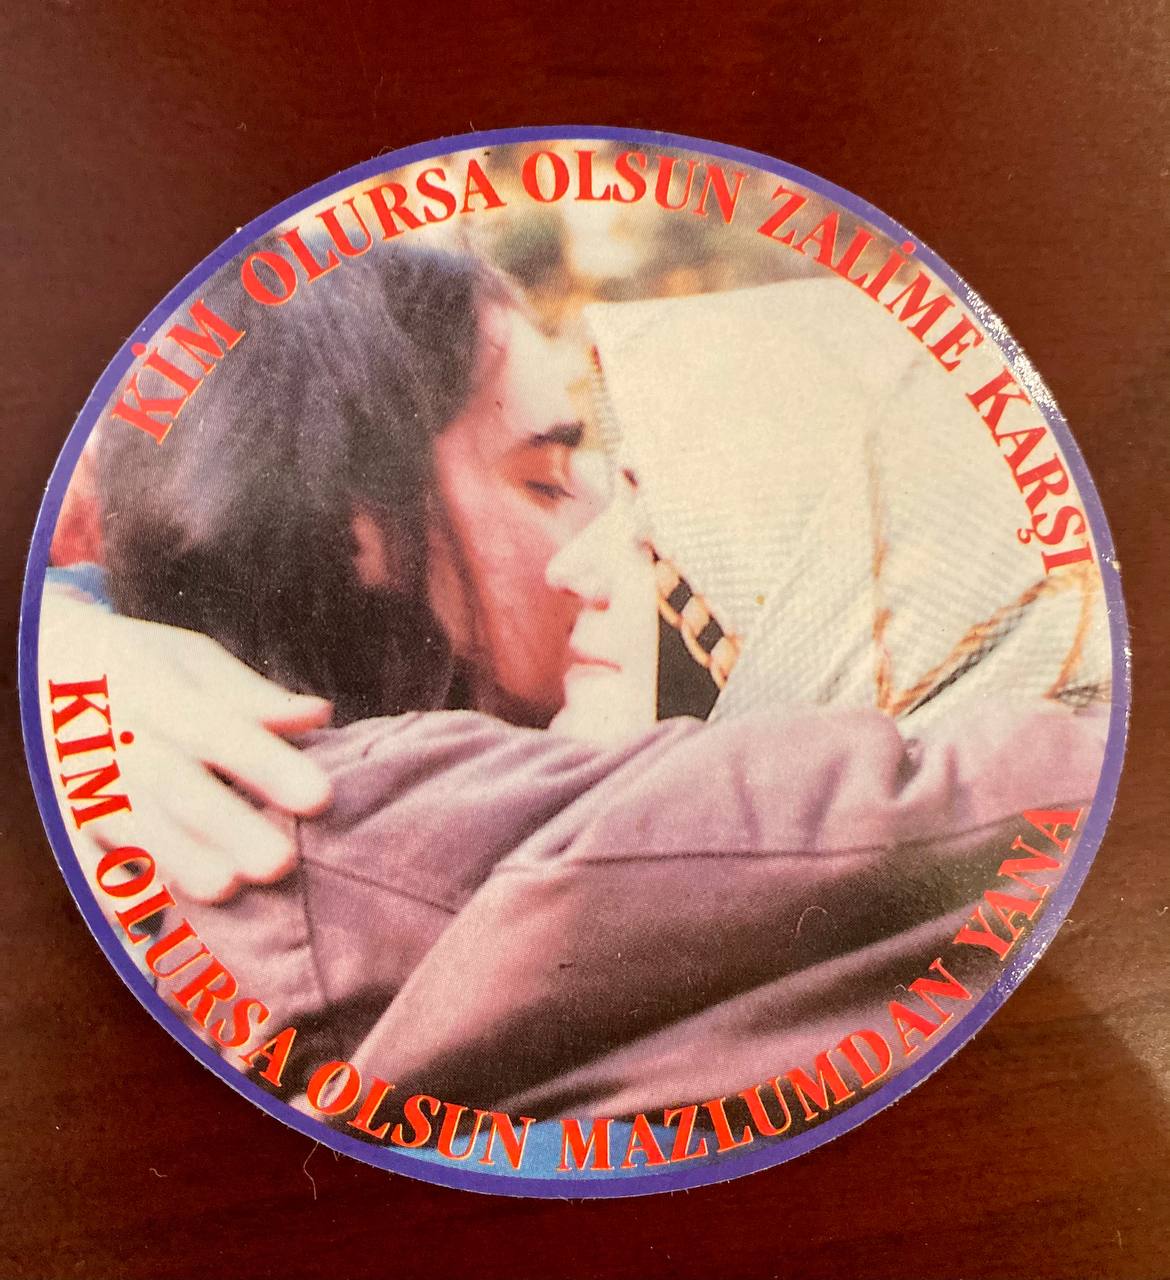 KİM OLURSA OLSUN ZALİME KARŞI
KİM OLURSA OLSUN MAZLUMDAN YANA